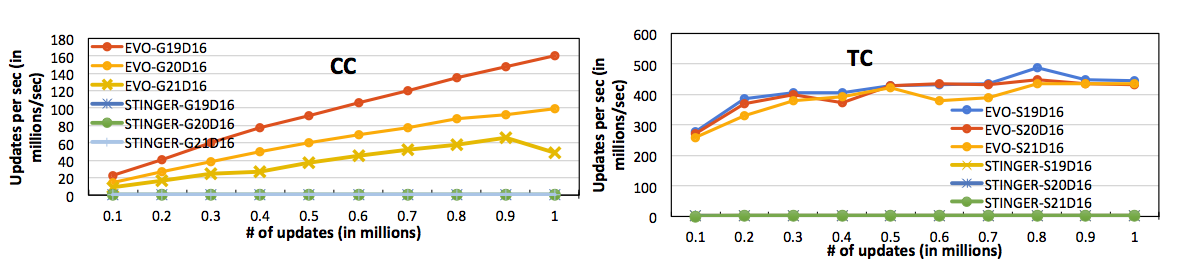 CC
Updates per sec (in
millions/sec)
180
160
140
120
100
80
60
40
20
0
EVO-G19D16
EVO-G20D16
EVO-G21D16
STINGER-G19D16
STINGER-G20D16
STINGER-G21D16
0.1 0.2 0.3 0.4 0.5 0.6 0.7 0.8 0.9 1
# of updates (in millions)
TC
Updates per sec (in
millions/sec)
600
500
400
300
200
100
0
EVO-S19D16
EVO-S20D16
EVO-S21D16
STINGER-S19D16
STINGER-S20D16
STINGER-S21D16
0.1 0.2 0.3 0.4 0.5 0.6 0.7 0.8 0.9 1
# of updates (in millions)